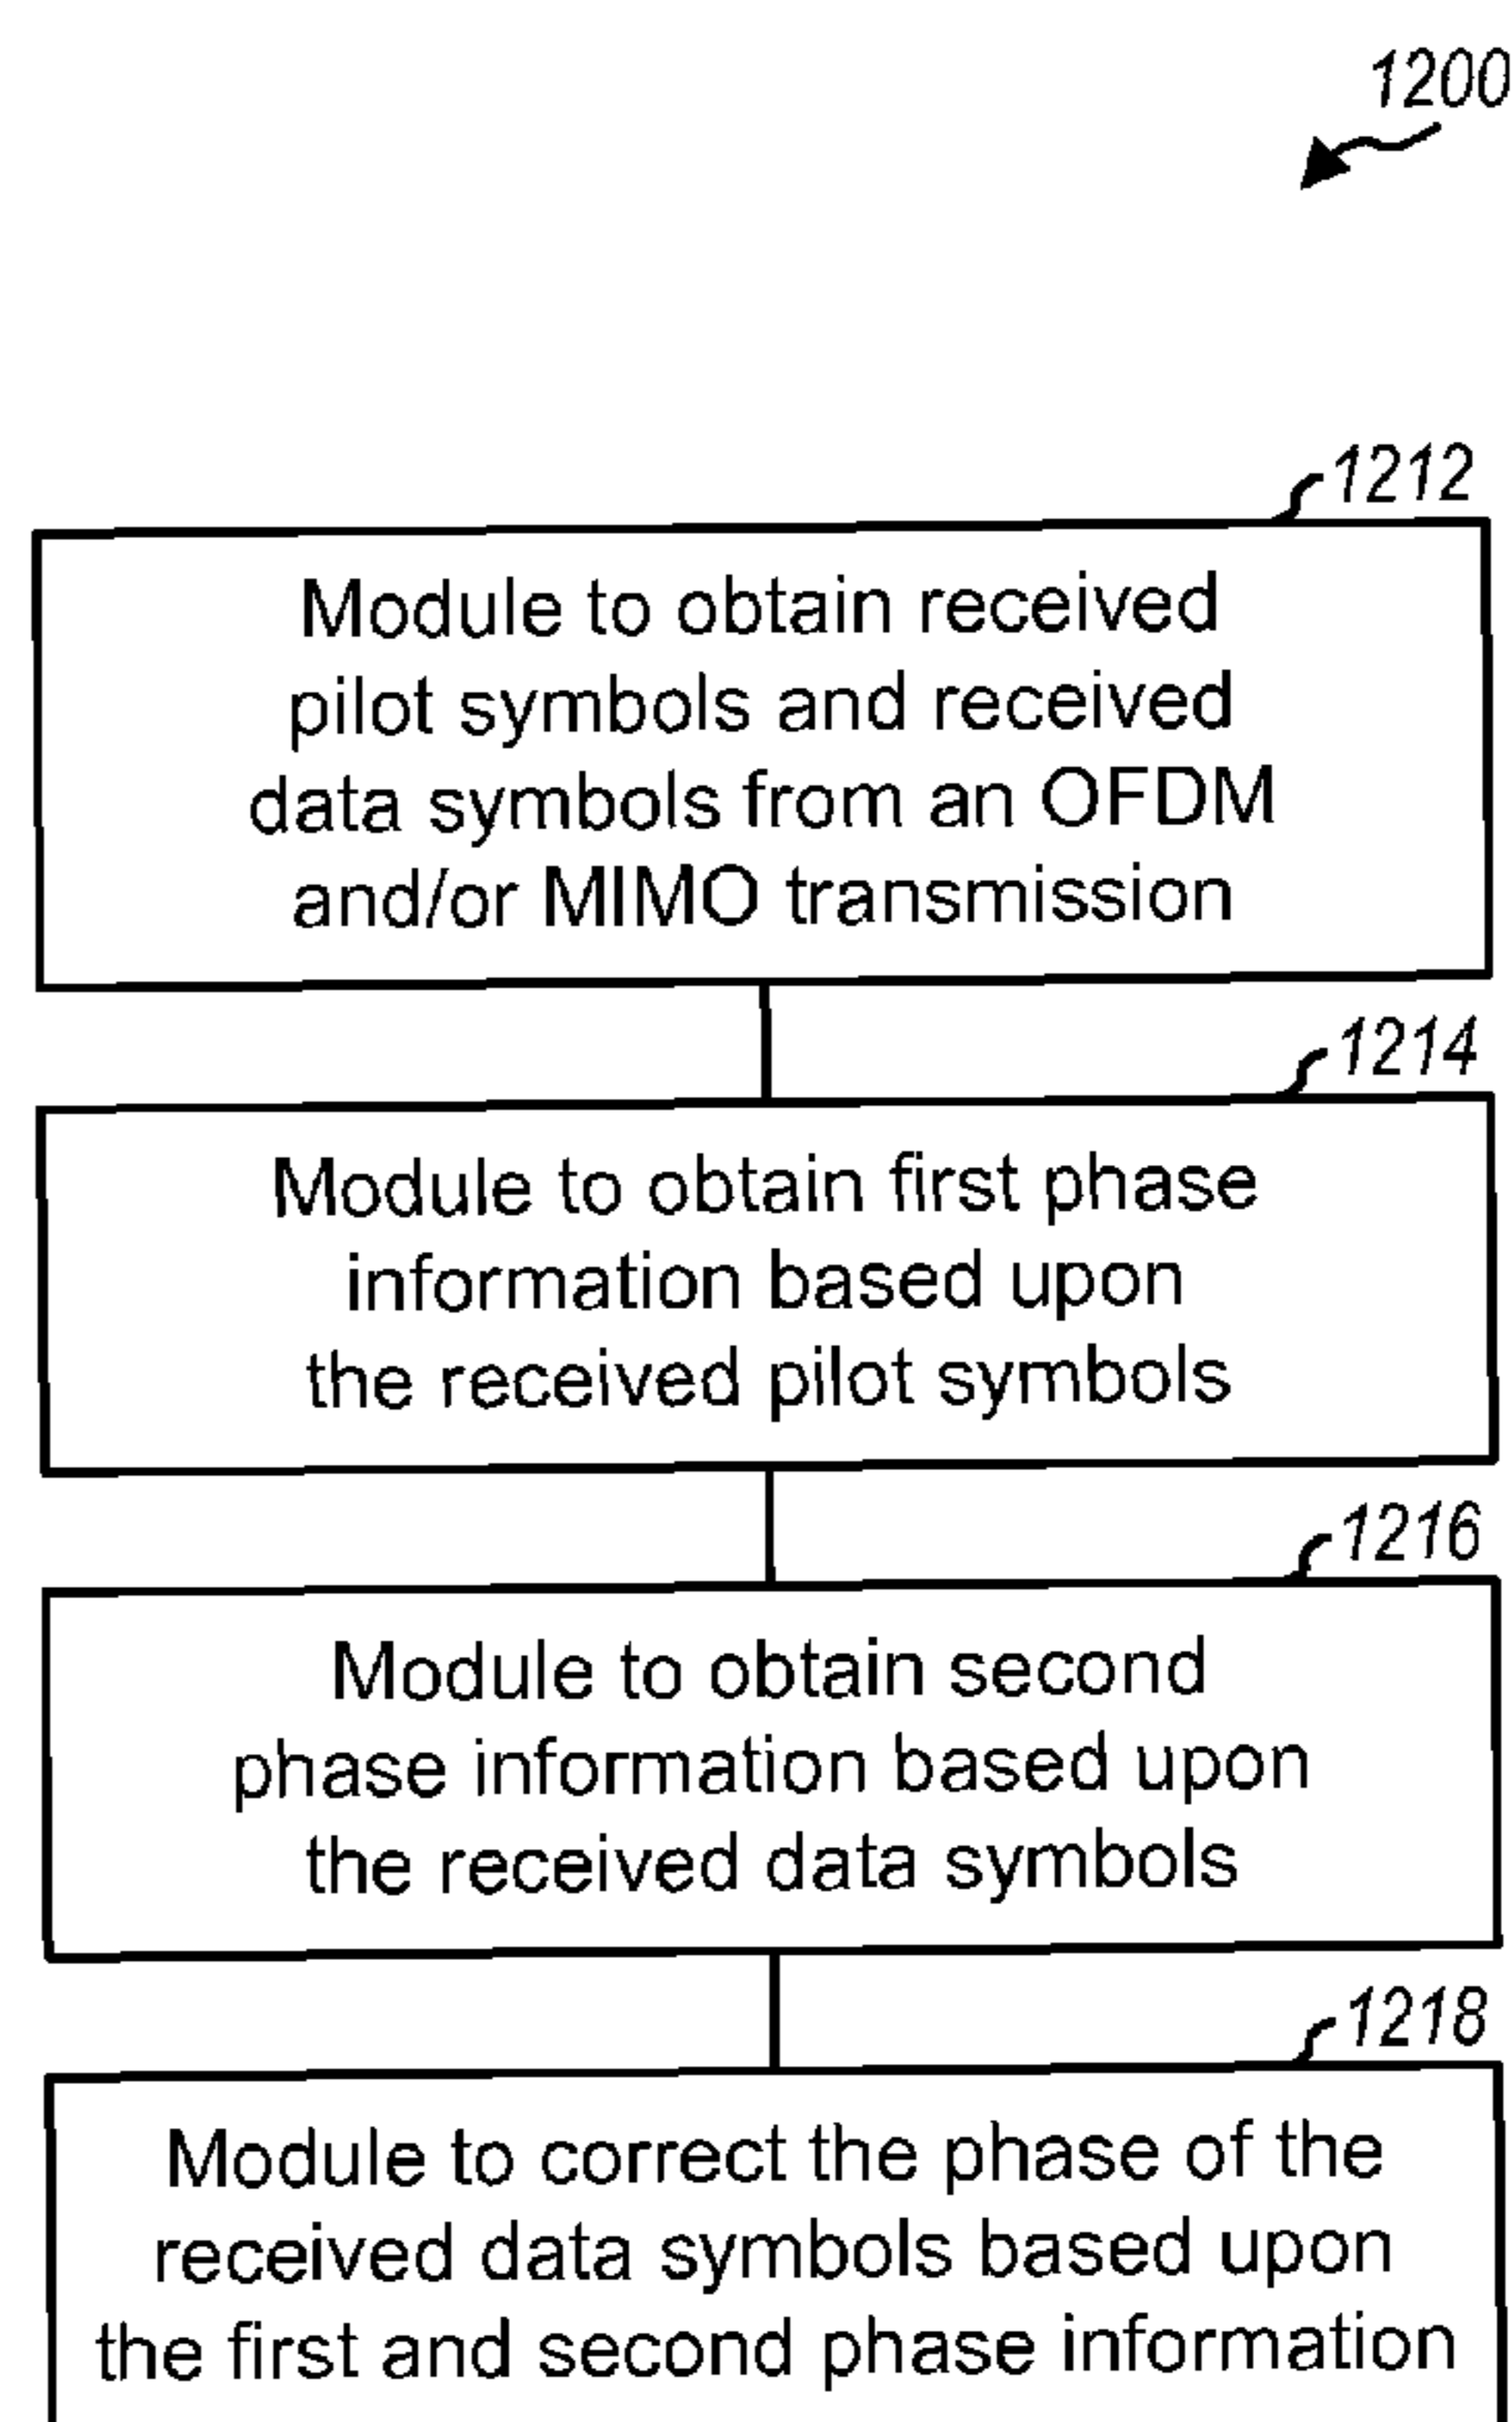 1200
1212
Module to obtain received
pilot symbols and received
data symbols from an OFDM
and/or MIMO transmission
1214
Module to obtain first phase
information based upon
the received pilot symbols
1216
Module to obtain second
phase information based upon
the received data symbols
1218
Module to correct the phase of the
received data symbols based upon
the first and second phase information